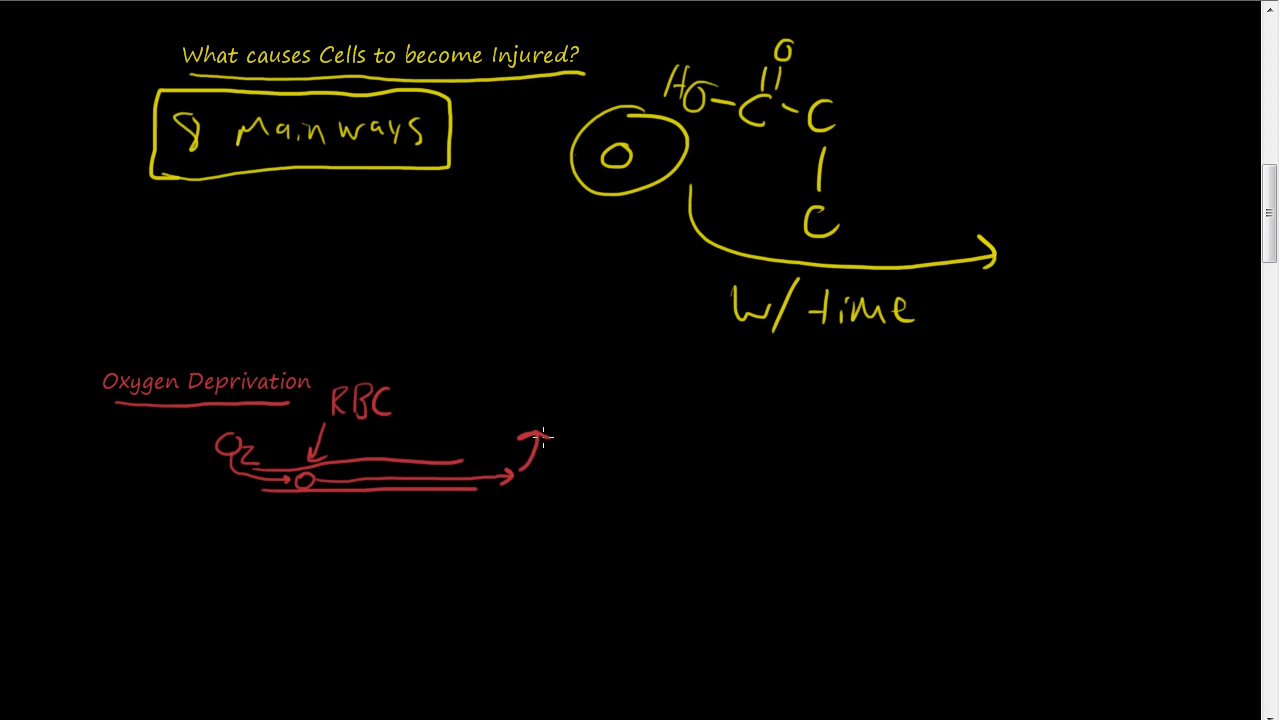 What causes Cells to become Injured?
8 Main ways
O
HO-C-C
C
w/ time
Oxygen Deprivation
RBC
O2